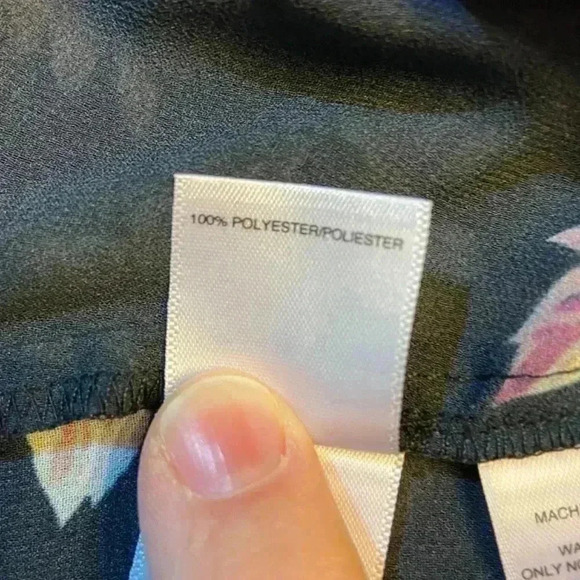 100% POLYESTER/POLIESTER
MACH
WA
ONLY N